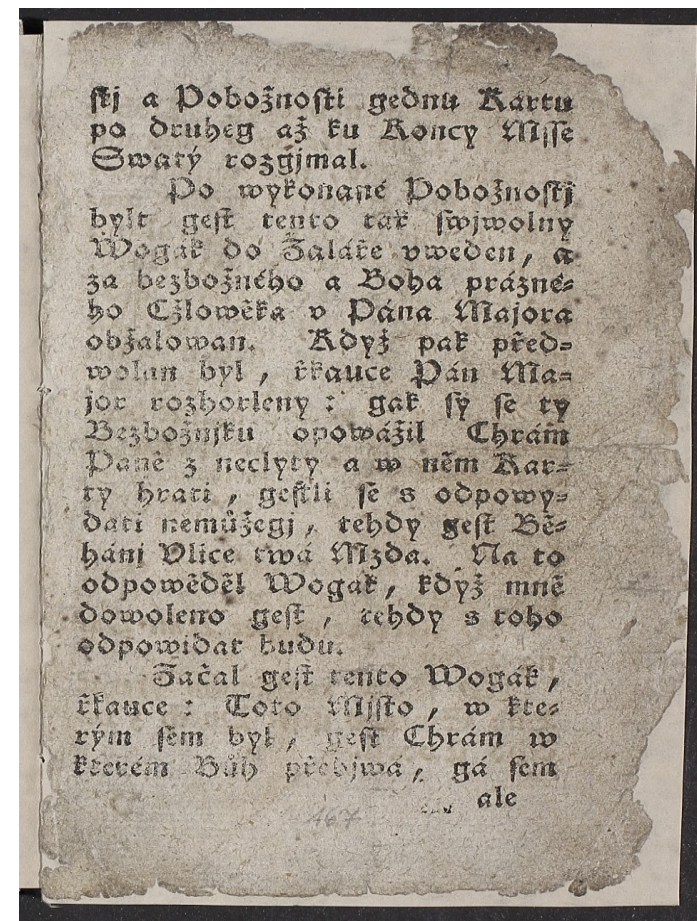 stj a Pobožnosti gednu Kartu
po druheg až ku Koncy Msse
Swatý rozgjmal.
Po wykonané Pobožnostj
bylt gest tento tak swjwolny
Wogák do Žaláře vweden, a
za bezbožného a Boha prázné-
ho Cžlowěka v Pána Majora
obžalowan. Když pak před-
wolan byl, řkauce Pán Ma-
jor rozhorleny: gak sy se ty
Bezbožnjku opowážil Chrám
Paně z neclyty a w něm Kar-
ty hrati, gestli se s odpowy-
dati nemůžegj, tehdy gest Bě-
hánj Vlice twá Mzda. Na to
odpowěděl Wogak, když mně
dowoleno gest, tehdy s toho
odpowidat budu.
Začal gest tento Wogák,
řkauce: Toto Mjsto, w kte-
rým sem byl, gest Chrám w
kterém Bůh přebjwá, gá sem
ale
467